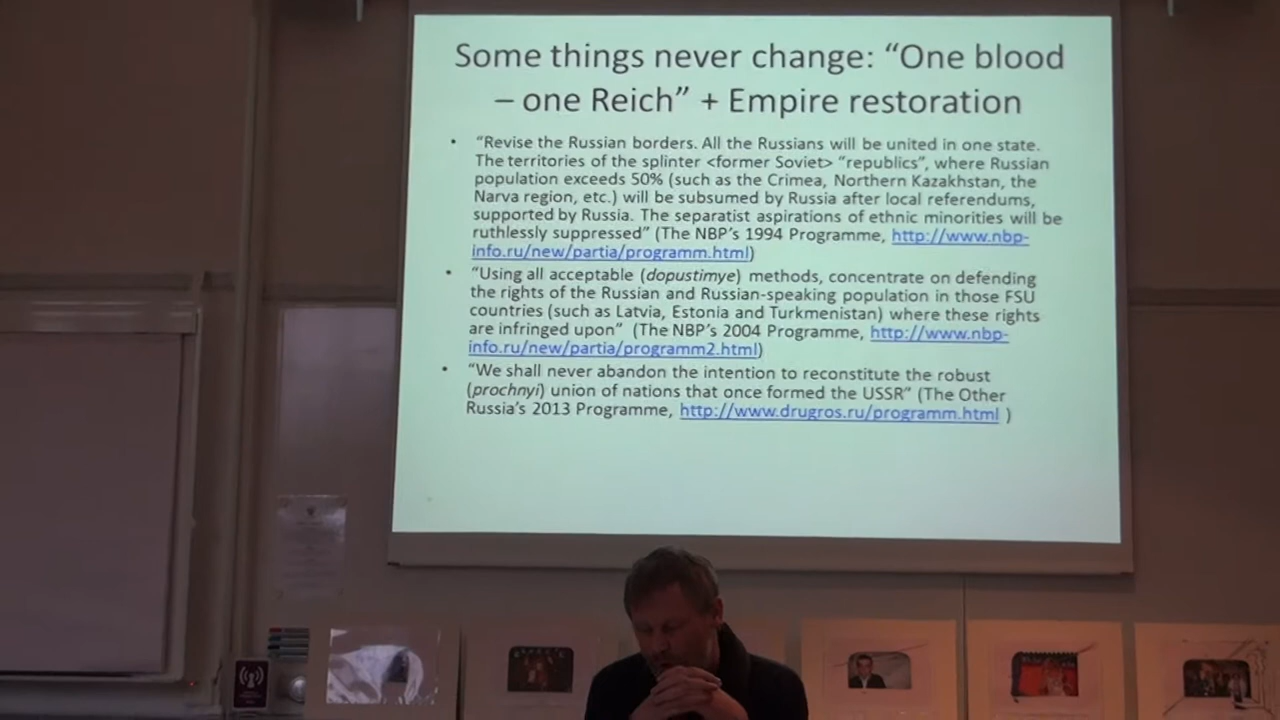 Some things never change: “One blood
– one Reich” + Empire restoration
• “Revise the Russian borders. All the Russians will be united in one state.
The territories of the splinter <former Soviet> “republics”, where Russian
population exceeds 50% (such as the Crimea, Northern Kazakhstan, the
Narva region, etc.) will be subsumed by Russia after local referendums,
supported by Russia. The separatist aspirations of ethnic minorities will be
ruthlessly suppressed” (The NBP’s 1994 Programme, http://www.nbp-
info.ru/new/partia/programm.html)
• “Using all acceptable (dopustimye) methods, concentrate on defending
the rights of the Russian and Russian-speaking population in those FSU
countries (such as Latvia, Estonia and Turkmenistan) where these rights
are infringed upon” (The NBP’s 2004 Programme, http://www.nbp-
info.ru/new/partia/programm2.html)
• “We shall never abandon the intention to reconstitute the robust
(prochnyi) union of nations that once formed the USSR” (The Other
Russia’s 2013 Programme, http://www.drugros.ru/programm.html )